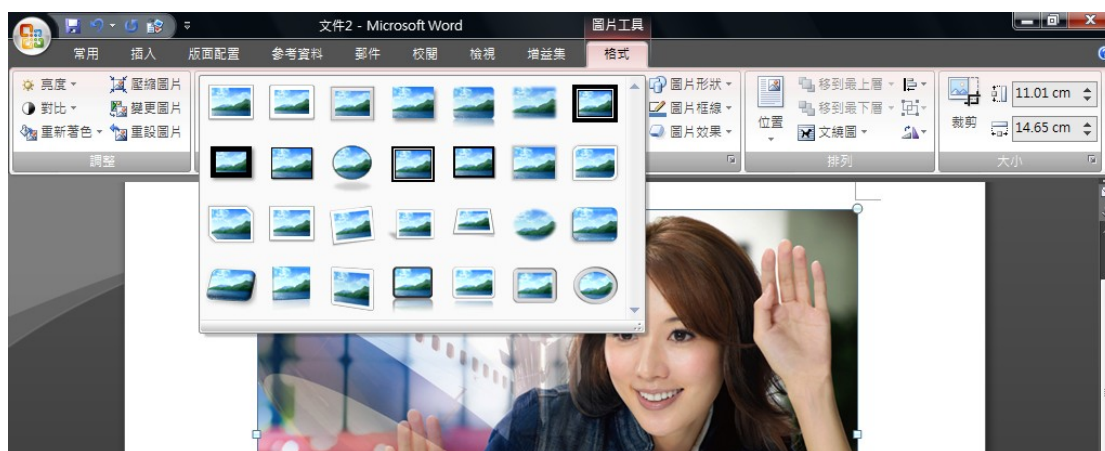 文件2 - Microsoft Word
圖片工具
常用 插入 版面配置 參考資料 郵件 校閱 檢視 增益集 格式
亮度 壓縮圖片
對比 變更圖片
重新著色 重設圖片
調整
圖片形狀
圖片框線
圖片效果
位置
移到最上層
移到最下層
文繞圖
排列
裁剪
11.01 cm
14.65 cm
大小